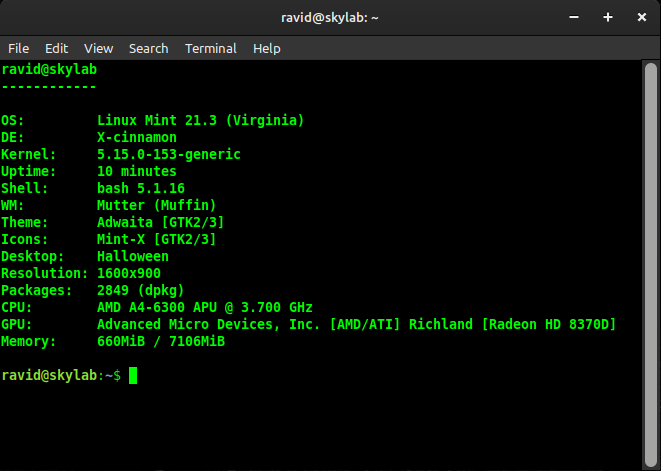 ravid@skylab: ~
File Edit View Search Terminal Help
ravid@skylab
------------
OS: Linux Mint 21.3 (Virginia)
DE: X-cinnamon
Kernel: 5.15.0-153-generic
Uptime: 10 minutes
Shell: bash 5.1.16
WM: Mutter (Muffin)
Theme: Adwaita [GTK2/3]
Icons: Mint-X [GTK2/3]
Desktop: Halloween
Resolution: 1600x900
Packages: 2849 (dpkg)
CPU: AMD A4-6300 APU @ 3.700 GHz
GPU: Advanced Micro Devices, Inc. [AMD/ATI] Richland [Radeon HD 8370D]
Memory: 660MiB / 7106MiB
ravid@skylab:~$